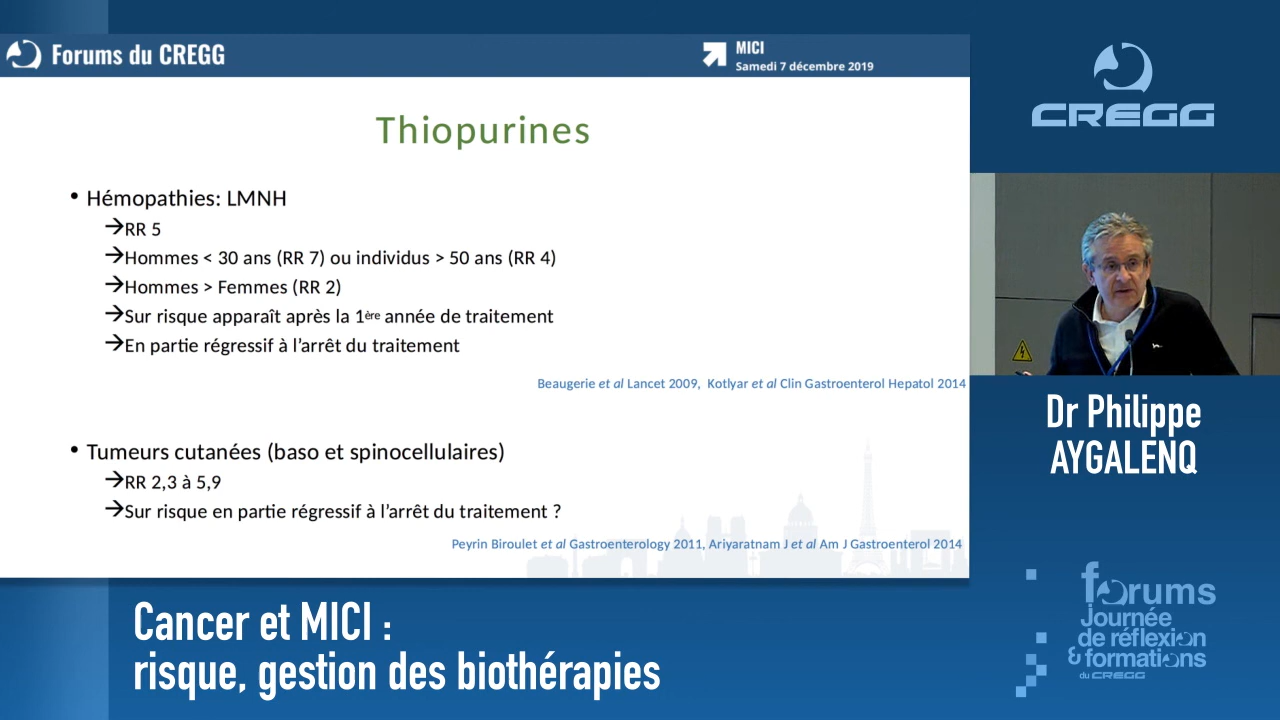 Forums du CREGG
MICI
Samedi 7 décembre 2019
Thiopurines
• Hémopathies: LMNH
→RR 5
→Hommes < 30 ans (RR 7) ou individus > 50 ans (RR 4)
→Hommes > Femmes (RR 2)
→Sur risque apparaît après la 1ère année de traitement
→En partie régressif à l’arrêt du traitement
Beaugerie et al Lancet 2009, Kotlyar et al Clin Gastroenterol Hepatol 2014
• Tumeurs cutanées (baso et spinocellulaires)
→RR 2,3 à 5,9
→Sur risque en partie régressif à l’arrêt du traitement ?
Peyrin Biroulet et al Gastroenterology 2011, Ariyaratnam J et al Am J Gastroenterol 2014
CREGG
Dr Philippe
AYGALENQ
Cancer et MICI :
risque, gestion des biothérapies
forums
Journée
de réflexion
& formations
du CREGG